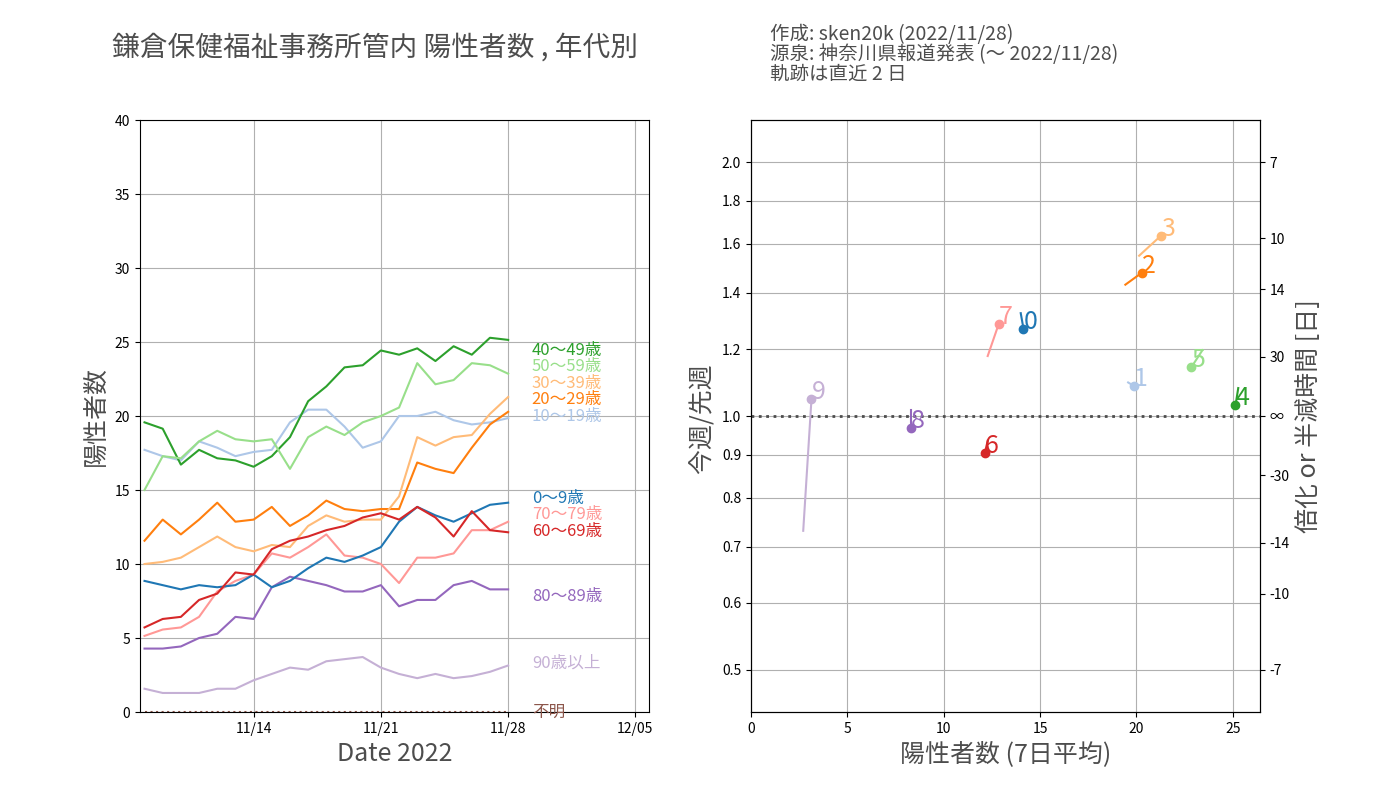 鎌倉保健福祉事務所管内 陽性者数 , 年代別
作成: sken20k (2022/11/28)
源泉: 神奈川県報道発表 (〜 2022/11/28)
軌跡は直近 2 日
陽性者数
40
35
30
25
20
15
10
5
0
40〜49歳
50〜59歳
30〜39歳
20〜29歳
10〜19歳
0〜9歳
70〜79歳
60〜69歳
80〜89歳
90歳以上
不明
11/14
11/21
11/28
12/05
Date 2022
今週/先週
2.0
1.8
1.6
1.4
1.2
1.0
0.9
0.8
0.7
0.6
0.5
3
2
7
0
5
1
9
4
8
6
7
10
14
30
∞
-30
-14
-10
-7
倍化 or 半減時間 [日]
0
5
10
15
20
25
陽性者数 (7日平均)